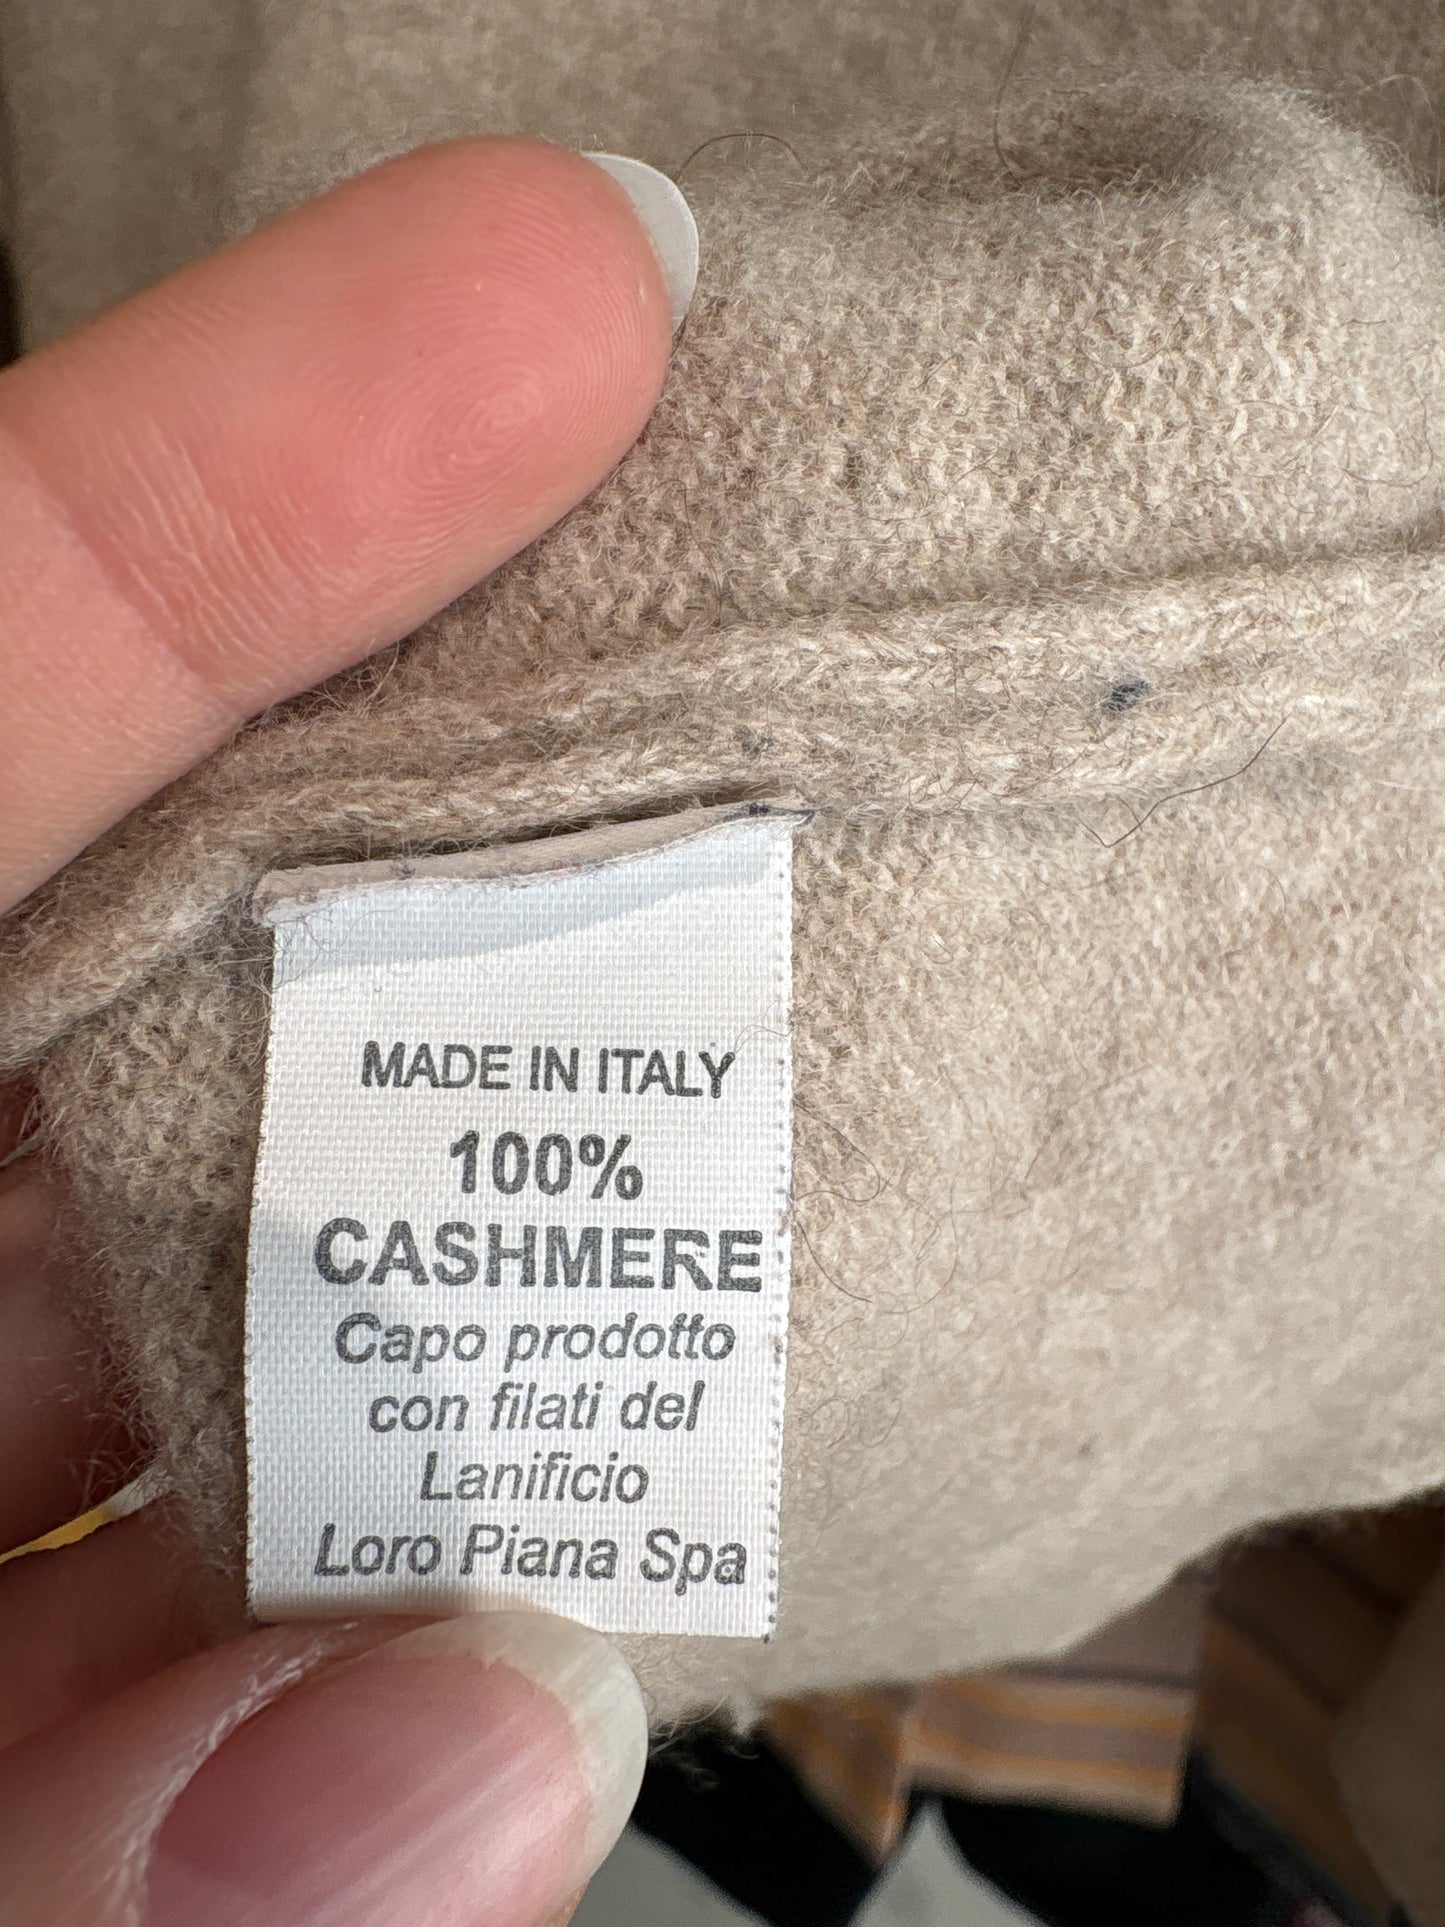 MADE IN ITALY
100%
CASHMERE
Capo prodotto
con filati del
Lanificio
Loro Piana Spa